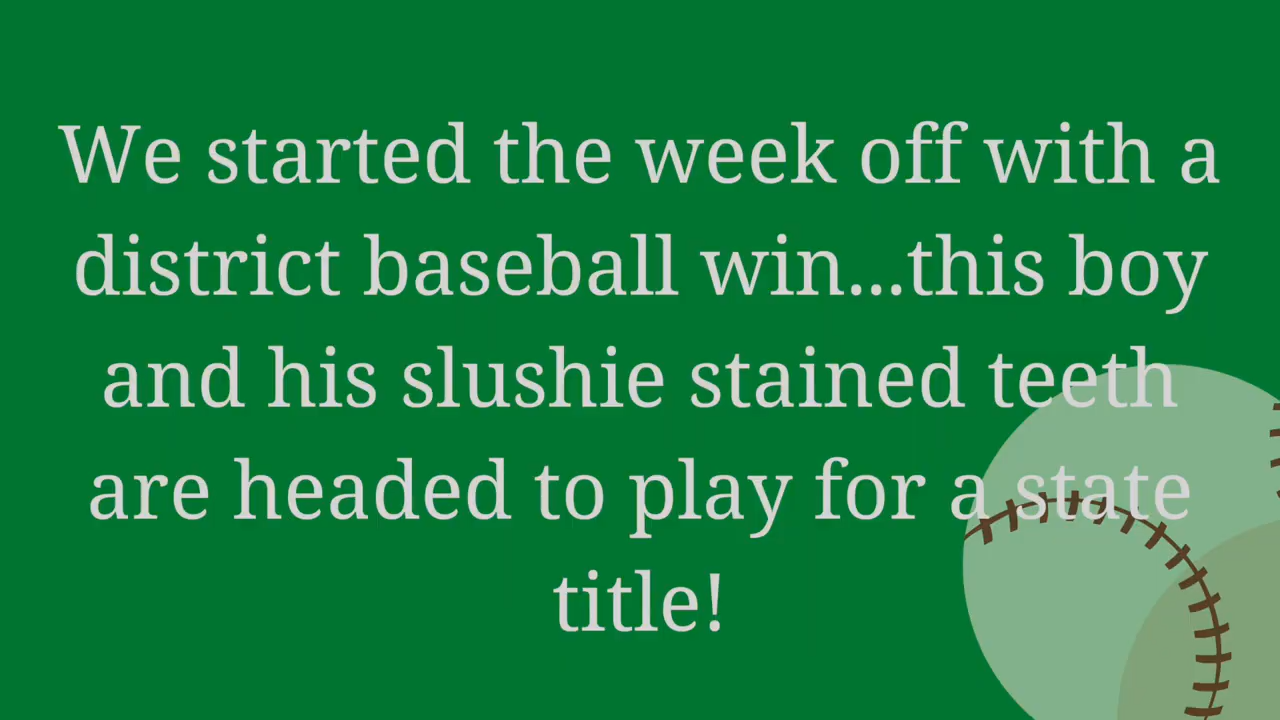 We started the week off with a
district baseball win...this boy
and his slushie stained teeth
are headed to play for a state
title!